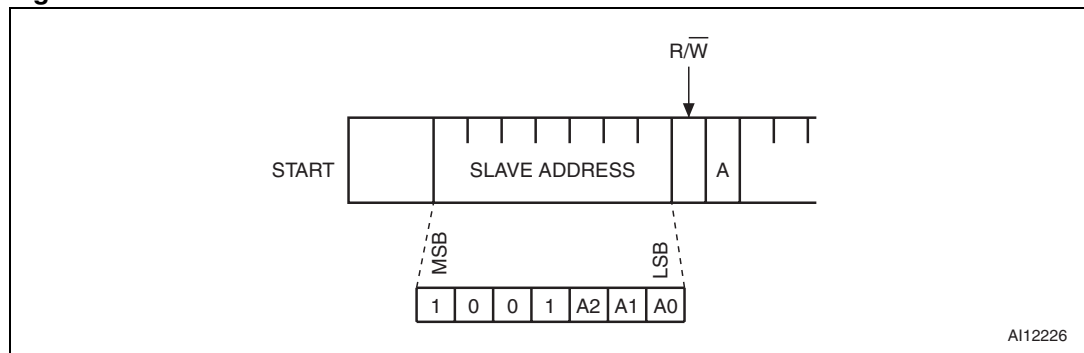 R/W̅
START
SLAVE ADDRESS
A
MSB
LSB
1 0 0 1 A2 A1 A0
AI12226